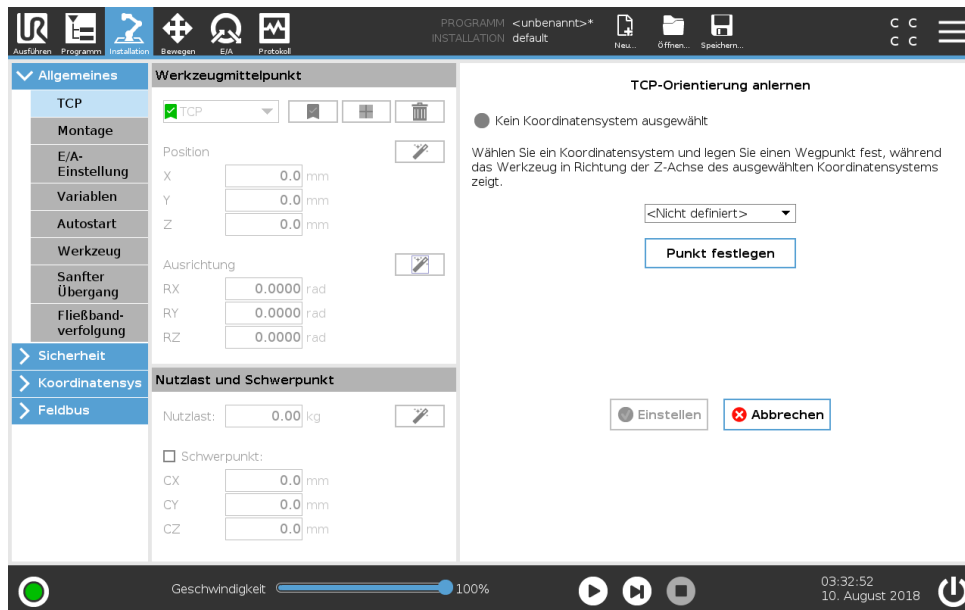 PROGRAMM <unbenannt>*
INSTALLATION default
Ausführen Programm Installation Bewegen E/A Protokoll Neu... Öffnen... Speichern...
C C
C C
Allgemeines
TCP
Montage
E/A-
Einstellung
Variablen
Autostart
Werkzeug
Sanfter
Übergang
Fließband-
verfolgung
Sicherheit
Koordinatensys
Feldbus
Werkzeugmittelpunkt
TCP
Position
X 0.0 mm
Y 0.0 mm
Z 0.0 mm
Ausrichtung
RX 0.0000 rad
RY 0.0000 rad
RZ 0.0000 rad
Nutzlast und Schwerpunkt
Nutzlast: 0.00 kg
Schwerpunkt:
CX 0.0 mm
CY 0.0 mm
CZ 0.0 mm
TCP-Orientierung anlernen
Kein Koordinatensystem ausgewählt
Wählen Sie ein Koordinatensystem und legen Sie einen Wegpunkt fest, während
das Werkzeug in Richtung der Z-Achse des ausgewählten Koordinatensystems
zeigt.
<Nicht definiert>
Punkt festlegen
Einstellen Abbrechen
Geschwindigkeit 100%
03:32:52
10. August 2018